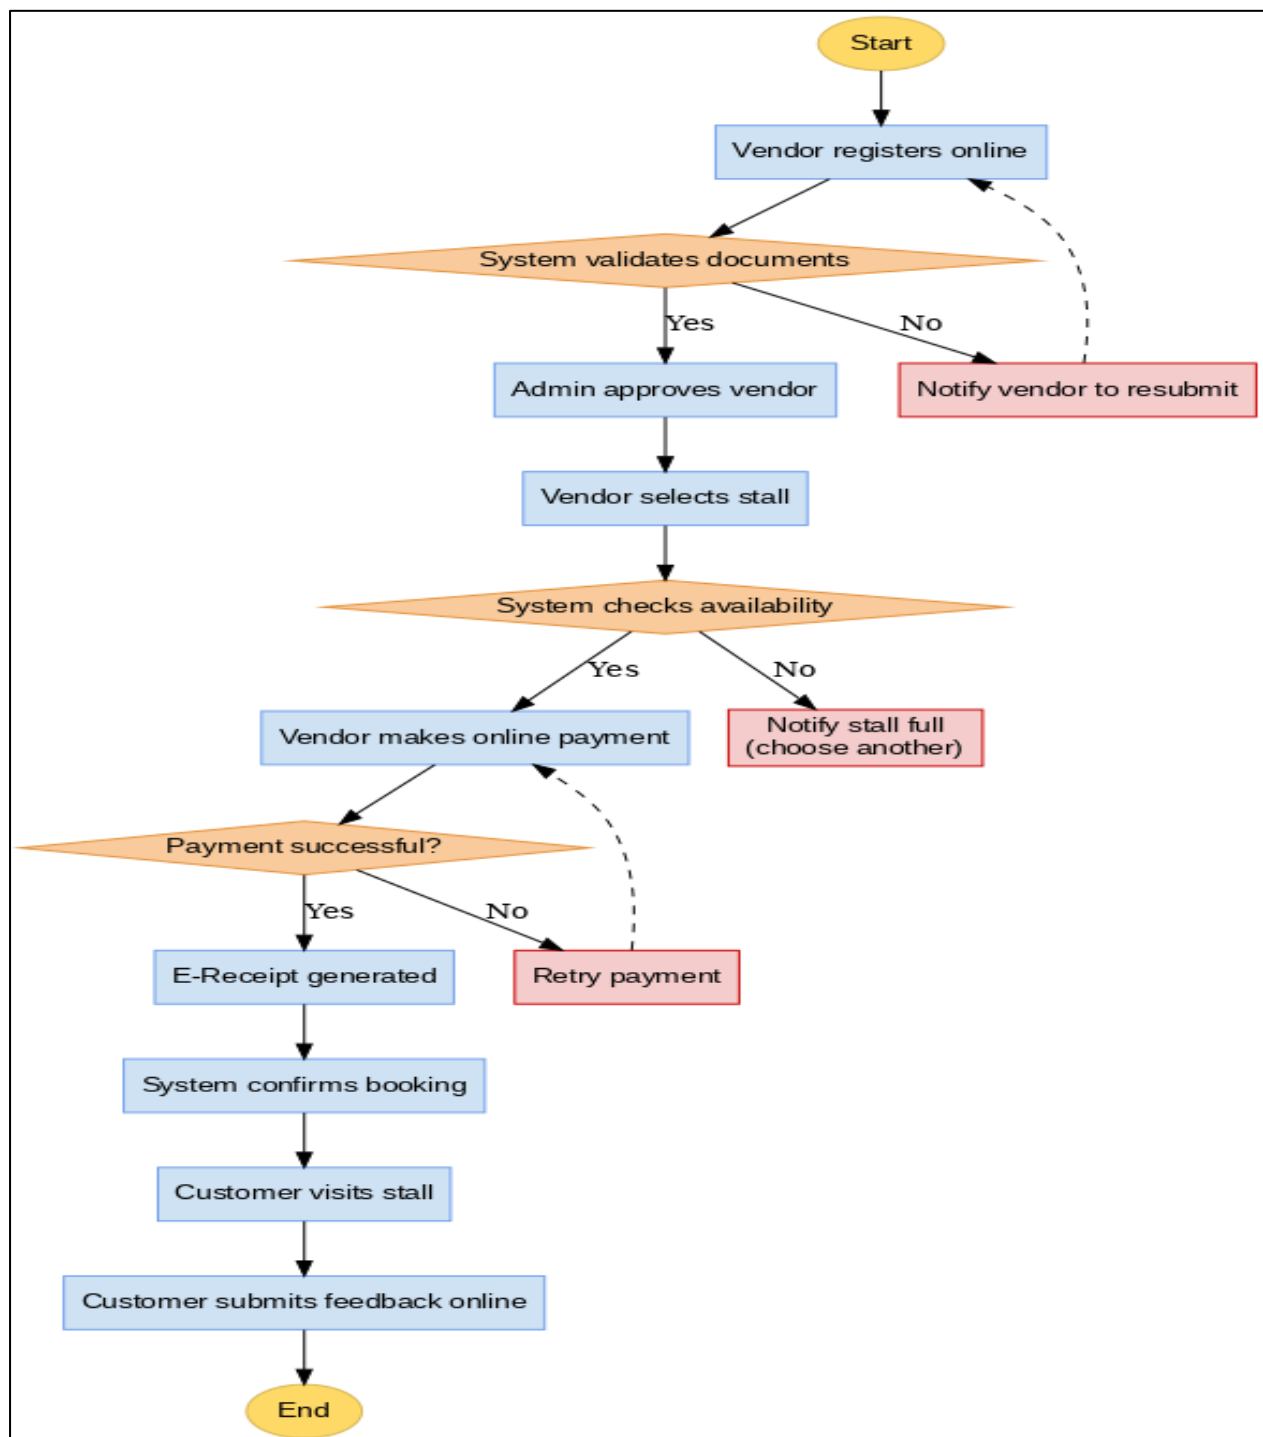 Start
Vendor registers online
System validates documents
Yes
No
Admin approves vendor
Notify vendor to resubmit
Vendor selects stall
System checks availability
Yes
No
Vendor makes online payment
Notify stall full
(choose another)
Payment successful?
Yes
No
E-Receipt generated
Retry payment
System confirms booking
Customer visits stall
Customer submits feedback online
End